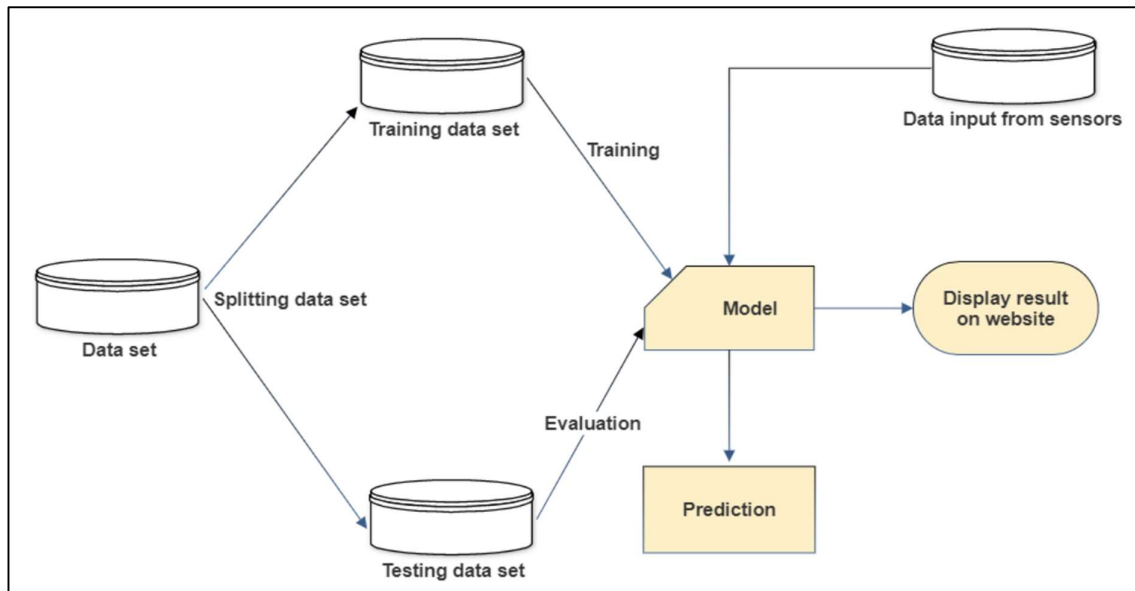 Training data set
Data input from sensors
Training
Splitting data set
Data set
Model
Display result
on website
Evaluation
Prediction
Testing data set